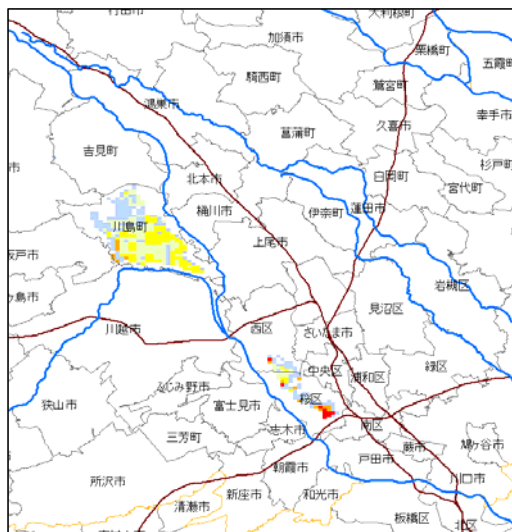 行田市
加須市
大利根町
栗橋町
五霞町
騎西町
鷲宮町
鴻巣市
菖蒲町
久喜市
幸手市
吉見町
杉戸町
北本市
白岡町
宮代町
桶川市
伊奈町
蓮田市
川島町
上尾市
坂戸市
岩槻区
ヶ島市
見沼区
川越市
西区
さいたま市
中央区
浦和区
緑区
ふじみ野市
狭山市
富士見市
桜区
南区
志木市
三芳町
蕨市
鳩ヶ谷市
朝霞市
戸田市
所沢市
新座市
和光市
川口市
清瀬市
板橋区
北区